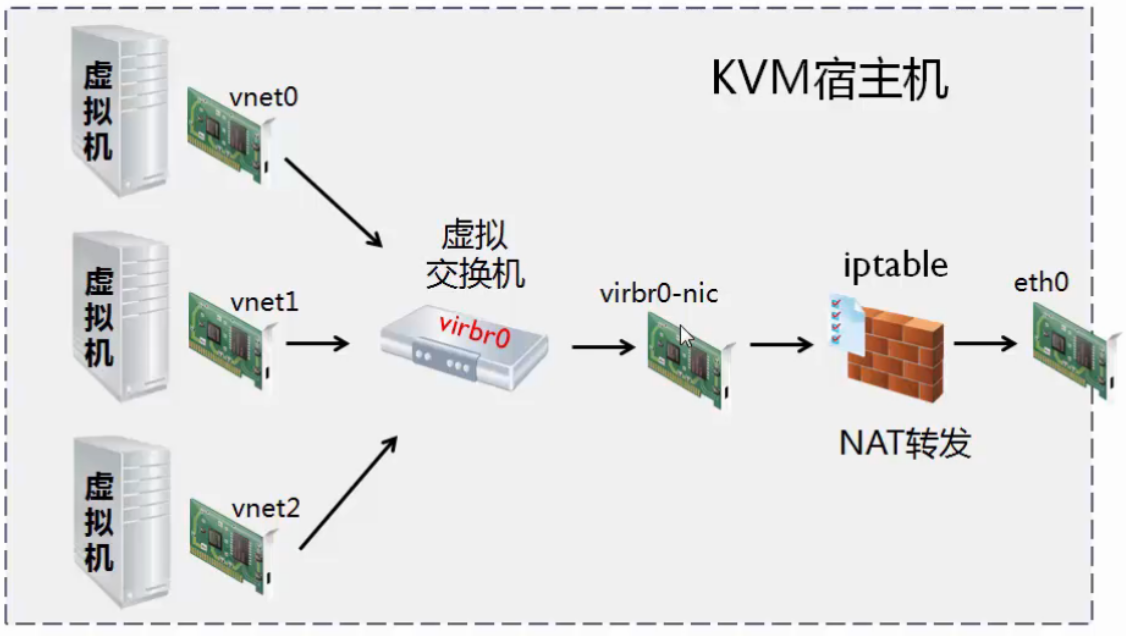 KVM宿主机
虚拟机
vnet0
虚拟机
vnet1
虚拟机
vnet2
虚拟
交换机
virbr0
virbr0-nic
iptable
NAT转发
eth0